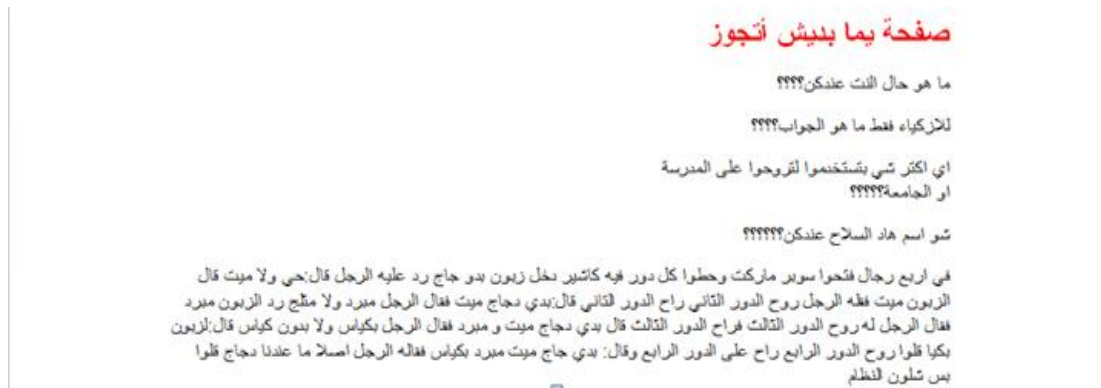 صفحة يما بديش أتجوز
ما هو حال النت عندكن؟؟؟؟
للازكياء فقط ما هو الجواب؟؟؟؟
اي اكتر شي بتستخدموا لتروحوا على المدرسة
او الجامعة؟؟؟؟؟
شو اسم هاد السلاح عندكن؟؟؟؟؟؟
في اربع رجال فتحوا سوبر ماركت وحطوا كل دور فيه كاشير دخل زبون بدو جاج رد عليه الرجل قال:حي ولا ميت قال
الزبون ميت فقله الرجل روح الدور التاني راح الدور التاني قال:بدي دجاج ميت فقال الرجل مبرد ولا مثلج رد الزبون مبرد
فقال الرجل له روح الدور التالت فراح الدور التالت قال بدي دجاج ميت و مبرد فقال الرجل بكياس ولا بدون كياس قال:لزبون
بكيا قلوا روح الدور الرابع راح على الدور الرابع وقال: بدي جاج ميت مبرد بكياس فقاله الرجل اصلا ما عندنا دجاج قلوا
بس شلون النظام